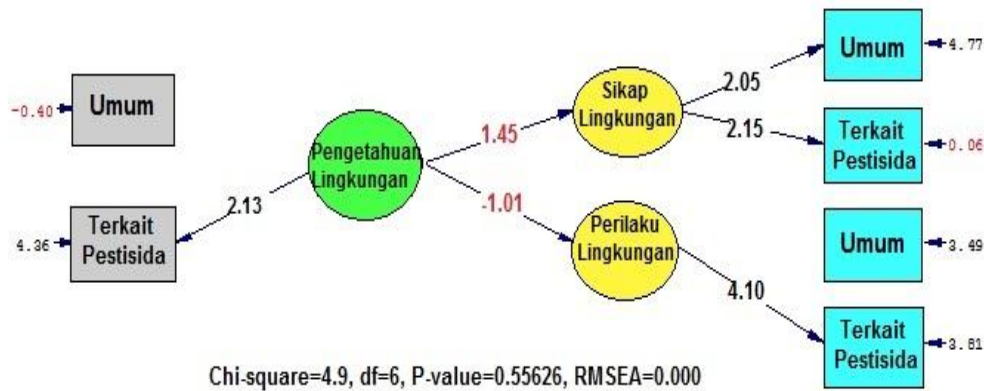 -0.40
Umum
4.36
Terkait
Pestisida
2.13
Pengetahuan
Lingkungan
1.45
-1.01
Sikap
Lingkungan
Perilaku
Lingkungan
2.05
2.15
4.10
Umum
4.77
Terkait
Pestisida
0.06
Umum
3.49
Terkait
Pestisida
3.81
Chi-square=4.9, df=6, P-value=0.55626, RMSEA=0.000